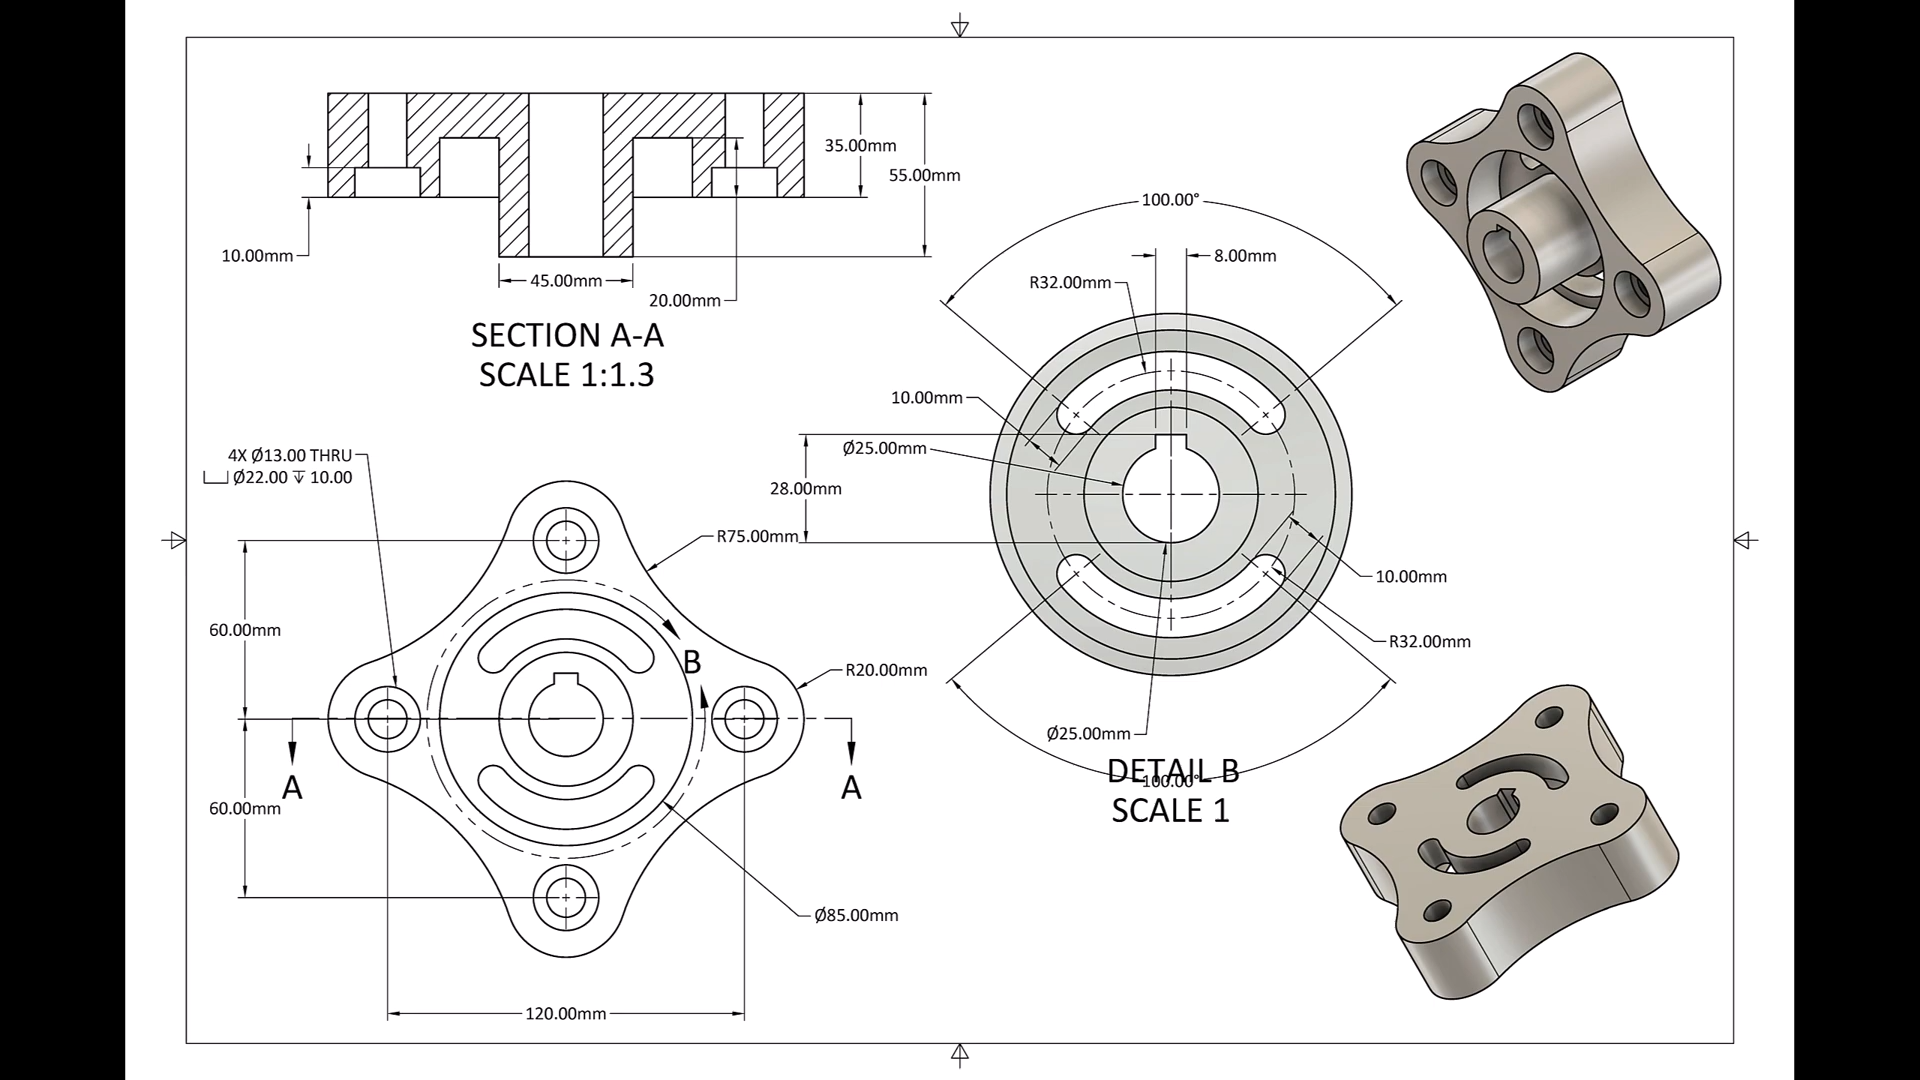 35.00mm
55.00mm
10.00mm
45.00mm
20.00mm
SECTION A-A
SCALE 1:1.3
100.00°
8.00mm
R32.00mm
10.00mm
Ø25.00mm
28.00mm
10.00mm
R32.00mm
Ø25.00mm
100.00°
DETAIL B
SCALE 1
4X Ø13.00 THRU
⌴ Ø22.00 ↧ 10.00
R75.00mm
60.00mm
B
R20.00mm
A
A
60.00mm
Ø85.00mm
120.00mm